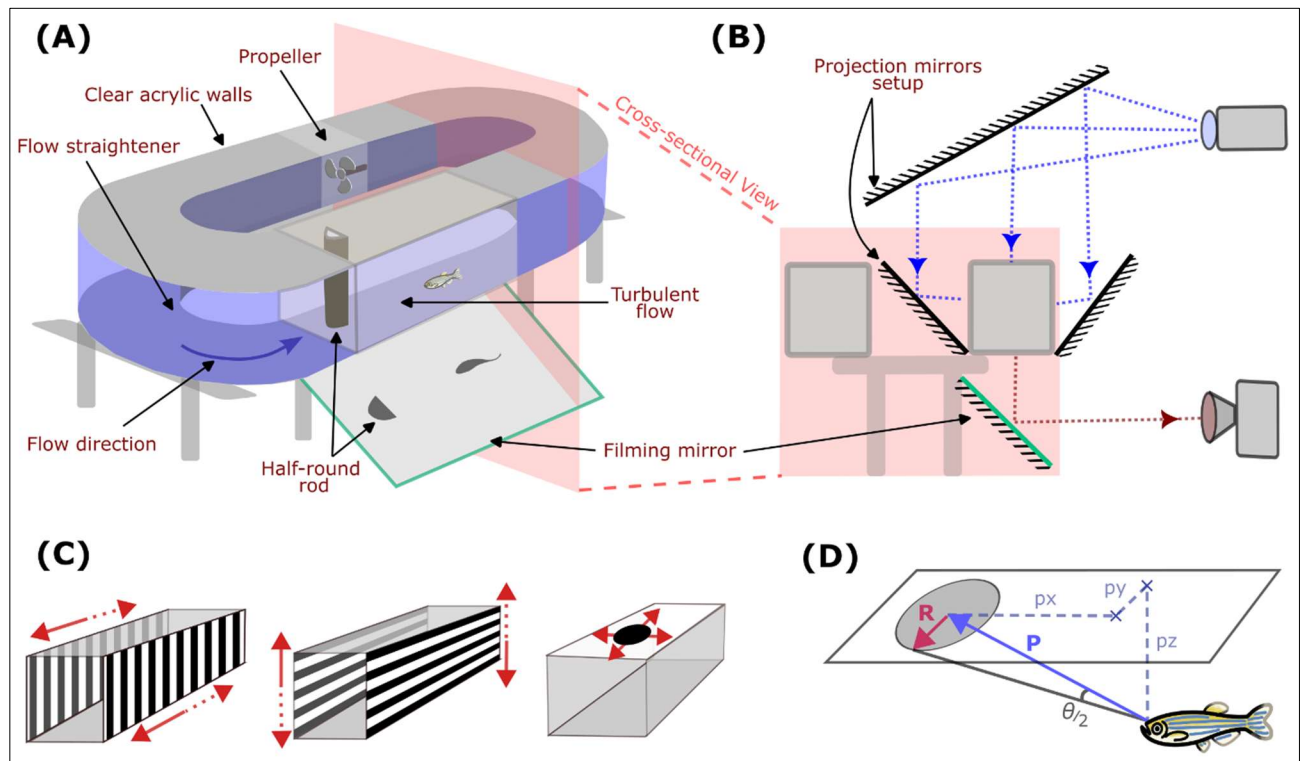 (A)
Propeller
Clear acrylic walls
Flow straightener
Flow direction
Half-round
rod
Turbulent
flow
Filming mirror
Cross-sectional View
(B)
Projection mirrors
setup
(C)
(D)
R
P
px
py
pz
θ/2